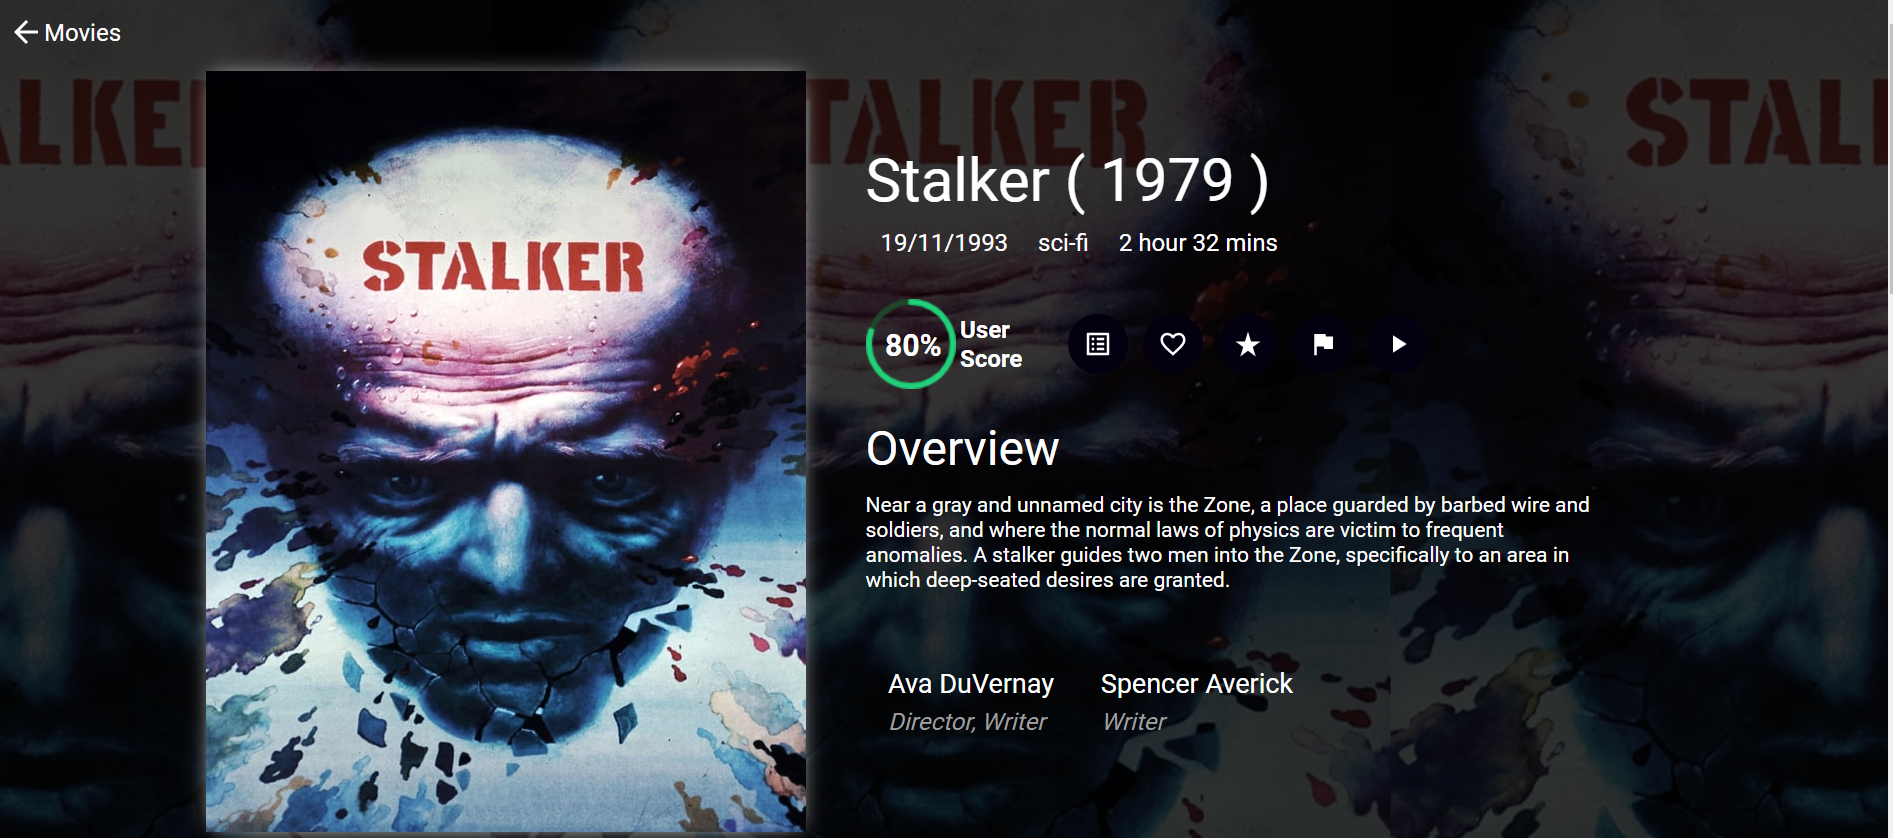 Movies
STALKER
Stalker ( 1979 )
19/11/1993 sci-fi 2 hour 32 mins
80% User
Score
Overview
Near a gray and unnamed city is the Zone, a place guarded by barbed wire and
soldiers, and where the normal laws of physics are victim to frequent
anomalies. A stalker guides two men into the Zone, specifically to an area in
which deep-seated desires are granted.
Ava DuVernay Spencer Averick
Director, Writer Writer
ALKE
TALKER
STAL